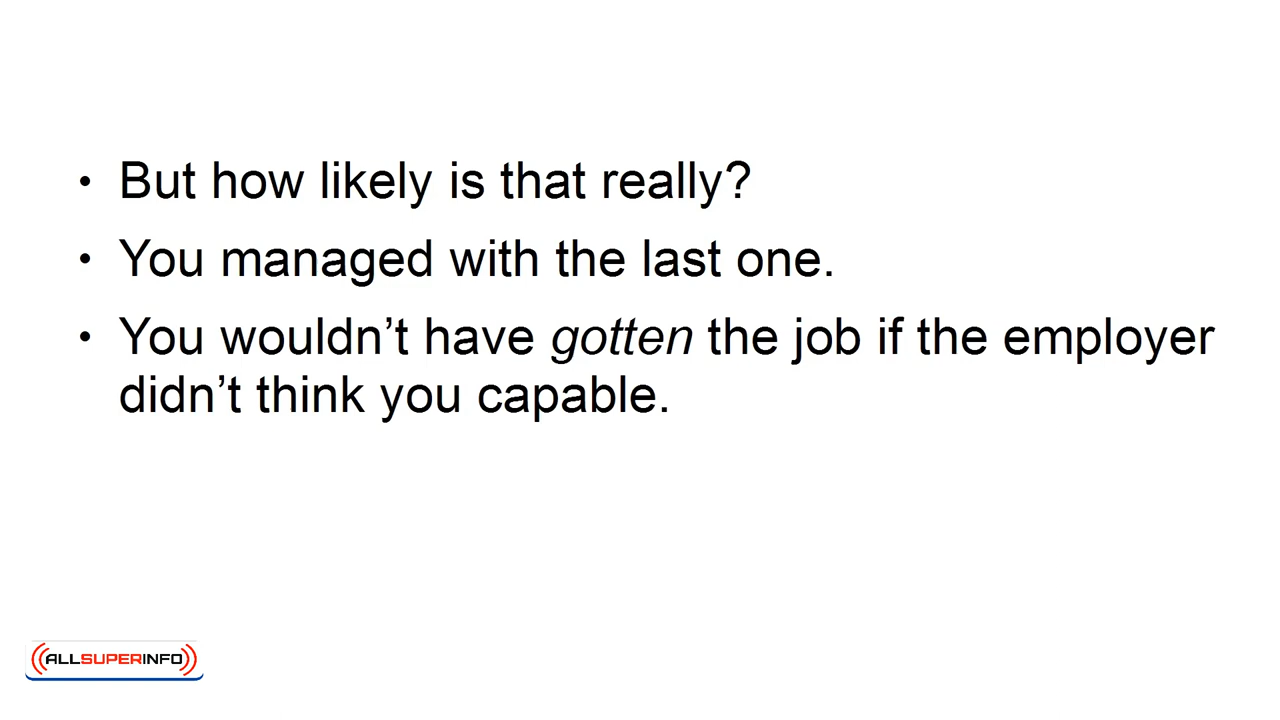 • But how likely is that really?
• You managed with the last one.
• You wouldn’t have gotten the job if the employer
didn’t think you capable.
ALLSUPERINFO